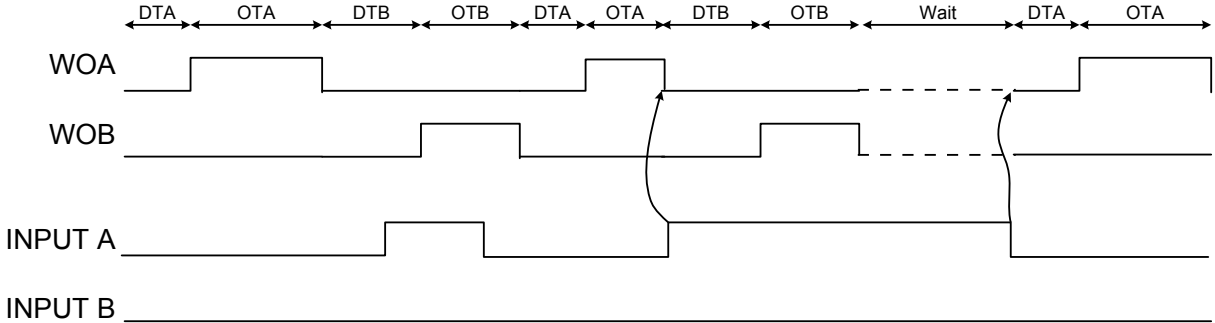 DTA OTA DTB OTB DTA OTA DTB OTB Wait DTA OTA
WOA
WOB
INPUT A
INPUT B